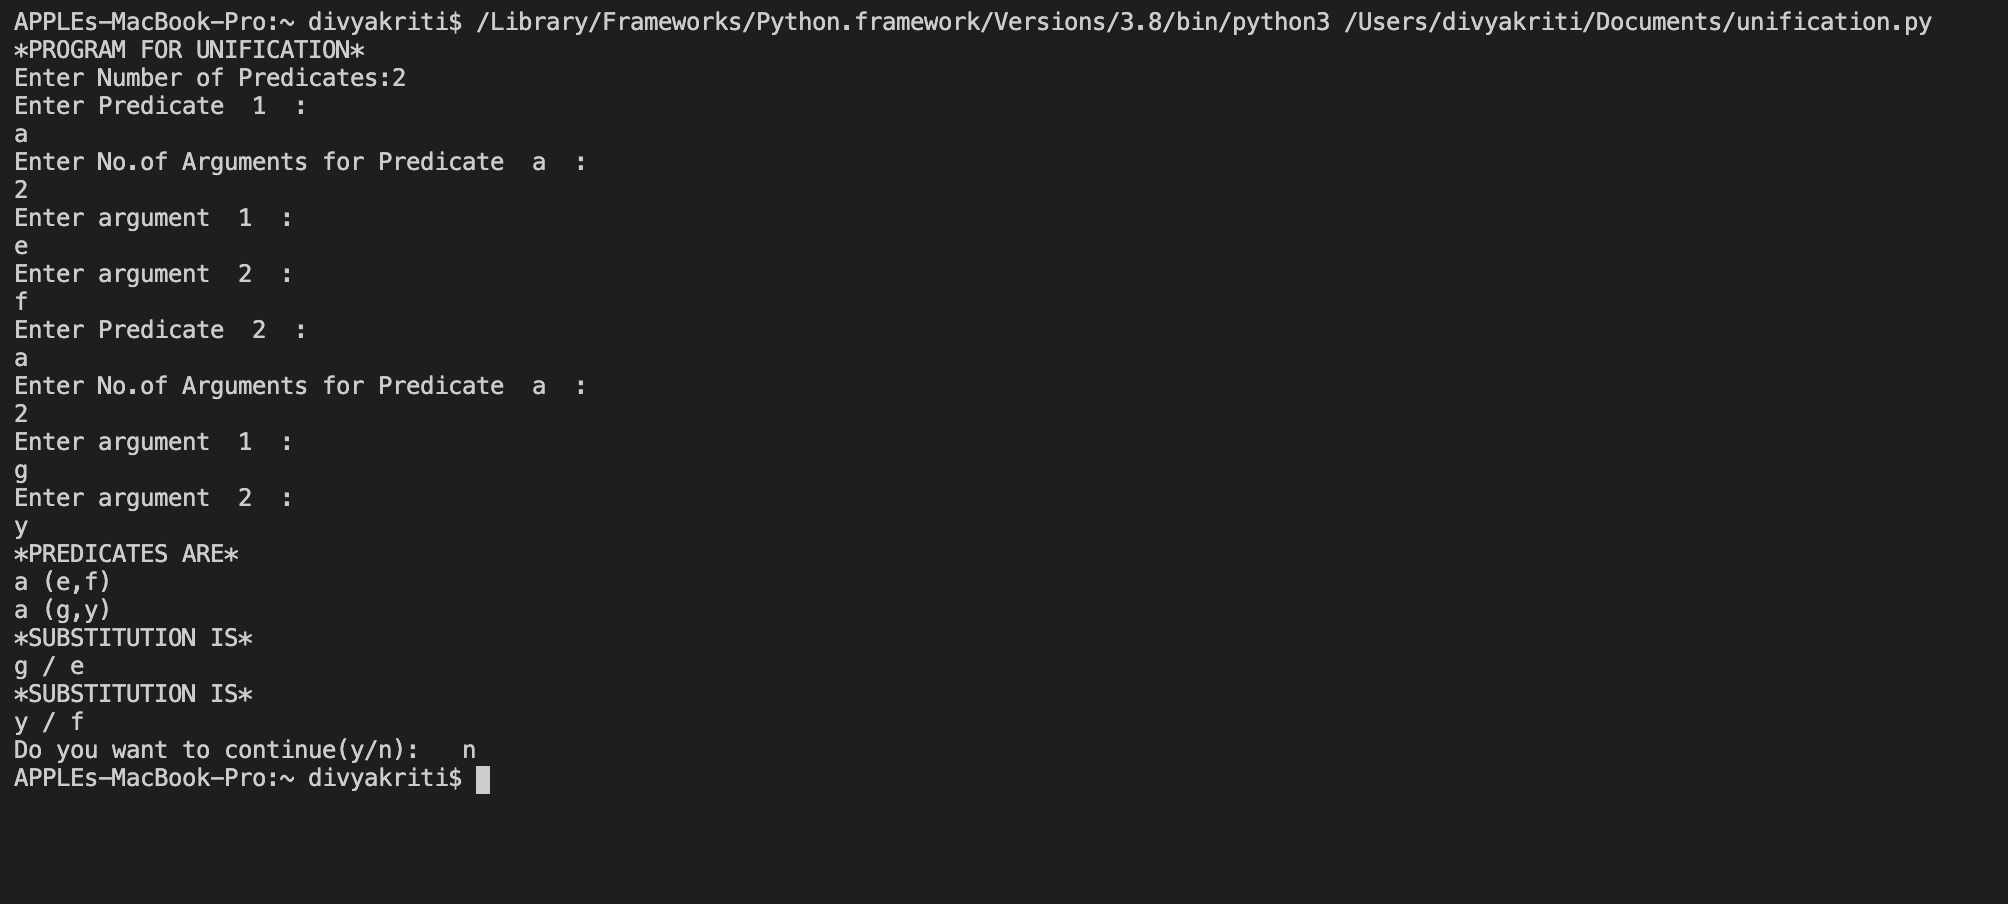 APPLEs-MacBook-Pro:~ divyakriti$ /Library/Frameworks/Python.framework/Versions/3.8/bin/python3 /Users/divyakriti/Documents/unification.py
*PROGRAM FOR UNIFICATION*
Enter Number of Predicates:2
Enter Predicate  1  :
a
Enter No.of Arguments for Predicate  a  :
2
Enter argument  1  :
e
Enter argument  2  :
f
Enter Predicate  2  :
a
Enter No.of Arguments for Predicate  a  :
2
Enter argument  1  :
g
Enter argument  2  :
y
*PREDICATES ARE*
a (e,f)
a (g,y)
*SUBSTITUTION IS*
g / e
*SUBSTITUTION IS*
y / f
Do you want to continue(y/n):   n
APPLEs-MacBook-Pro:~ divyakriti$